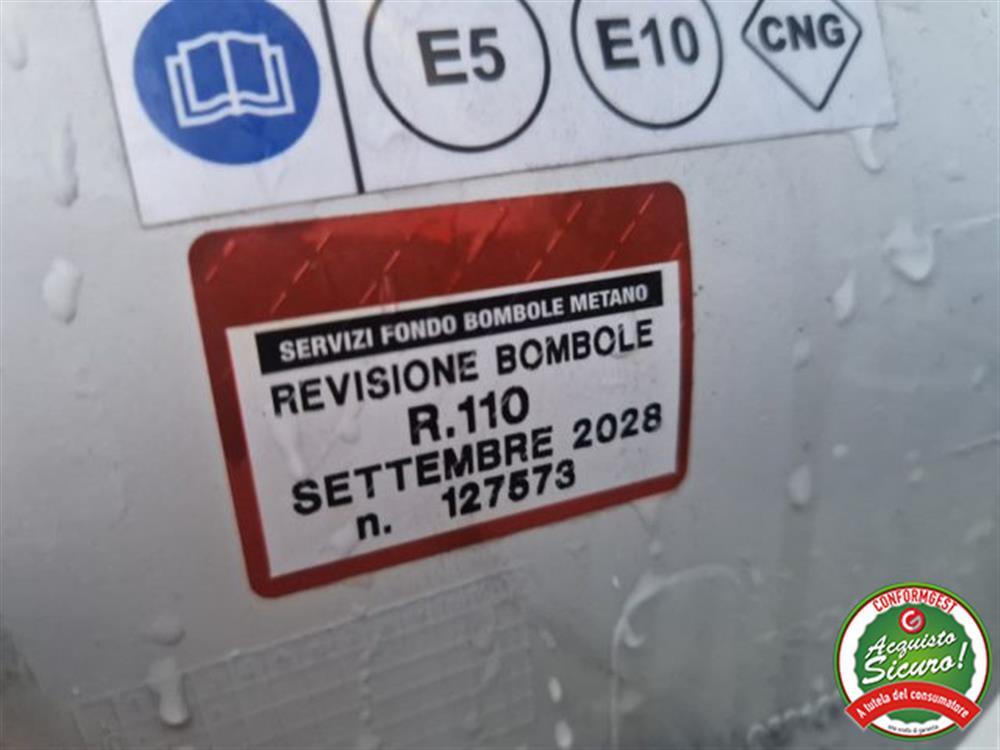 E5
E10
CNG
SERVIZI FONDO BOMBOLE METANO
REVISIONE BOMBOLE
R.110
SETTEMBRE 2028
n. 127573
CONFORMGEST
Acquisto
Sicuro!
A tutela del consumatore